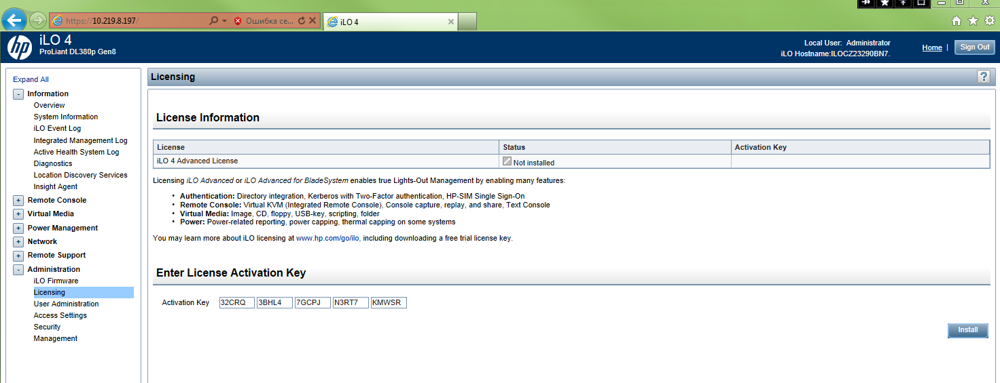 https://10.219.8.197/
Ошибка се...
iLO 4
hp
iLO 4
ProLiant DL380p Gen8
Local User: Administrator
iLO Hostname:ILOCZ23290BN7.
Home |
Sign Out
Expand All
- Information
Overview
System Information
iLO Event Log
Integrated Management Log
Active Health System Log
Diagnostics
Location Discovery Services
Insight Agent
+ Remote Console
+ Virtual Media
+ Power Management
+ Network
+ Remote Support
- Administration
iLO Firmware
Licensing
User Administration
Access Settings
Security
Management
Licensing
?
License Information
License Status Activation Key
iLO 4 Advanced License Not installed
Licensing iLO Advanced or iLO Advanced for BladeSystem enables true Lights-Out Management by enabling many features:
• Authentication: Directory integration, Kerberos with Two-Factor authentication, HP-SIM Single Sign-On
• Remote Console: Virtual KVM (Integrated Remote Console), Console capture, replay, and share, Text Console
• Virtual Media: Image, CD, floppy, USB-key, scripting, folder
• Power: Power-related reporting, power capping, thermal capping on some systems
You may learn more about iLO licensing at www.hp.com/go/ilo, including downloading a free trial license key.
Enter License Activation Key
Activation Key 32CRQ 3BHL4 7GCPJ N3RT7 KMWSR
Install